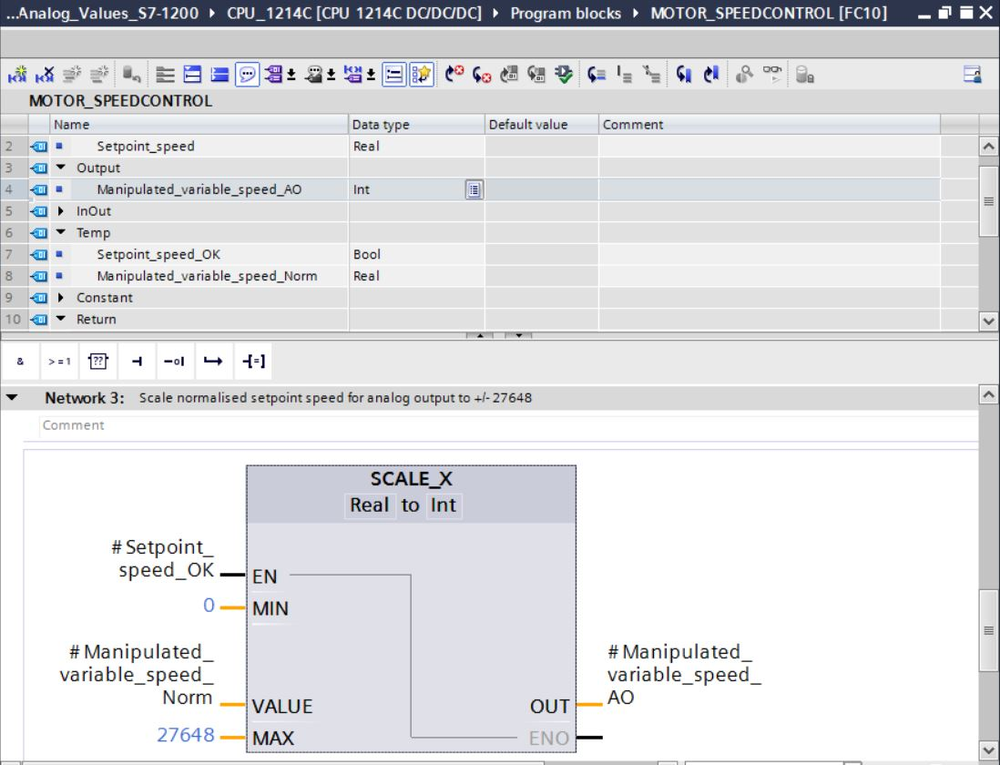 ...Analog_Values_S7-1200 ▸ CPU_1214C [CPU 1214C DC/DC/DC] ▸ Program blocks ▸ MOTOR_SPEEDCONTROL [FC10]
MOTOR_SPEEDCONTROL
Name Data type Default value Comment
2 Setpoint_speed Real
3 Output
4 Manipulated_variable_speed_AO Int
5 InOut
6 Temp
7 Setpoint_speed_OK Bool
8 Manipulated_variable_speed_Norm Real
9 Constant
10 Return
& >=1 ??
Network 3: Scale normalised setpoint speed for analog output to +/- 27648
Comment
SCALE_X
Real to Int
#Setpoint_
speed_OK
EN
0 MIN
#Manipulated_
variable_speed_
Norm
VALUE
27648 MAX
OUT
#Manipulated_
variable_speed_
AO
ENO